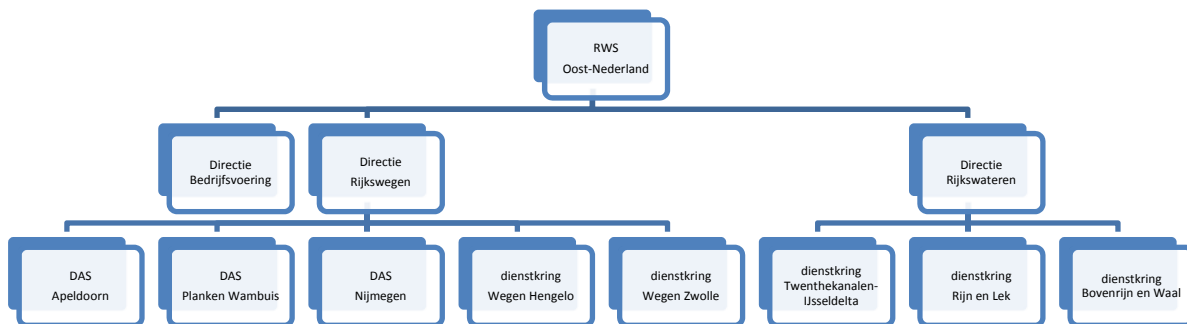 RWS
Oost-Nederland
Directie
Bedrijfsvoering
Directie
Rijkswegen
Directie
Rijkswateren
DAS
Apeldoorn
DAS
Planken Wambuis
DAS
Nijmegen
dienstkring
Wegen Hengelo
dienstkring
Wegen Zwolle
dienstkring
Twenthekanalen-
IJsseldelta
dienstkring
Rijn en Lek
dienstkring
Bovenrijn en Waal